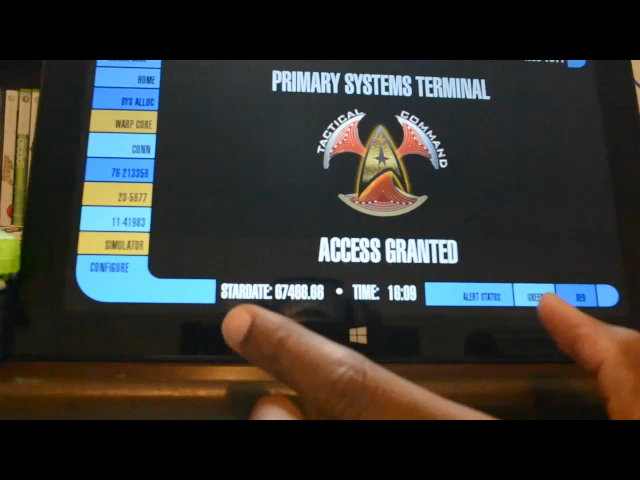 PRIMARY SYSTEMS TERMINAL
HOME
SYS ALLOC
WARP CORE
CONN
76-213356
23-5877
11-41983
SIMULATOR
CONFIGURE
TACTICAL COMMAND
ACCESS GRANTED
STARDATE: 67466.66 • TIME: 16:09
ALERT STATUS: RED